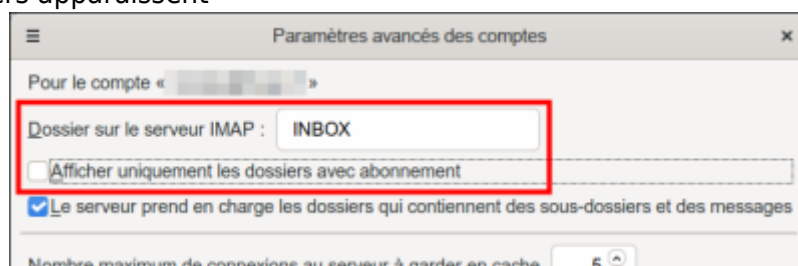 apparaissent
Paramètres avancés des comptes
Pour le compte « »
Dossier sur le serveur IMAP : INBOX
Afficher uniquement les dossiers avec abonnement
Le serveur prend en charge les dossiers qui contiennent des sous-dossiers et des messages
Nombre maximum de connexions au serveur à garder en cache 5